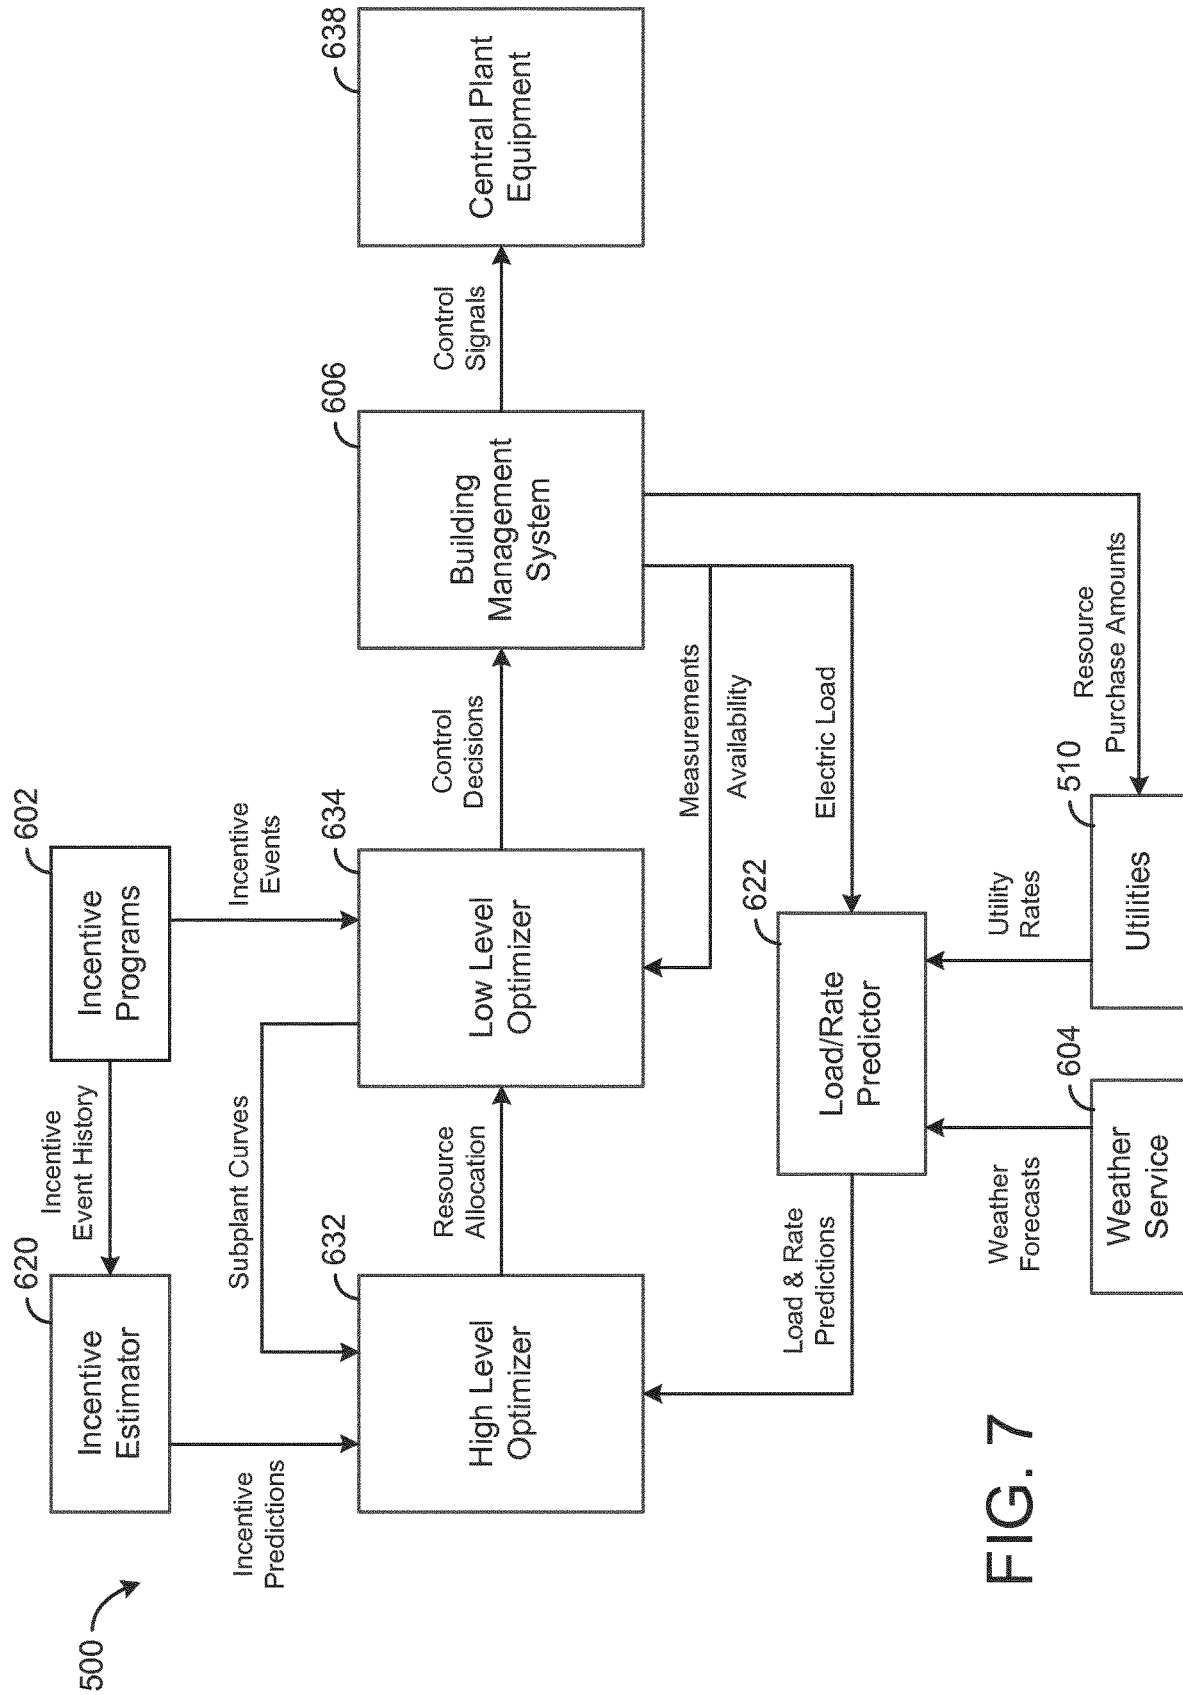 500
620
Incentive
Estimator
Incentive
Event History
602
Incentive
Programs
Incentive
Predictions
Subplant Curves
Incentive
Events
632
High Level
Optimizer
Resource
Allocation
634
Low Level
Optimizer
Control
Decisions
606
Building
Management
System
Control
Signals
638
Central Plant
Equipment
Measurements
Availability
Load & Rate
Predictions
622
Load/Rate
Predictor
Electric Load
Weather
Forecasts
Utility
Rates
Resource
Purchase Amounts
604
Weather
Service
510
Utilities
FIG. 7